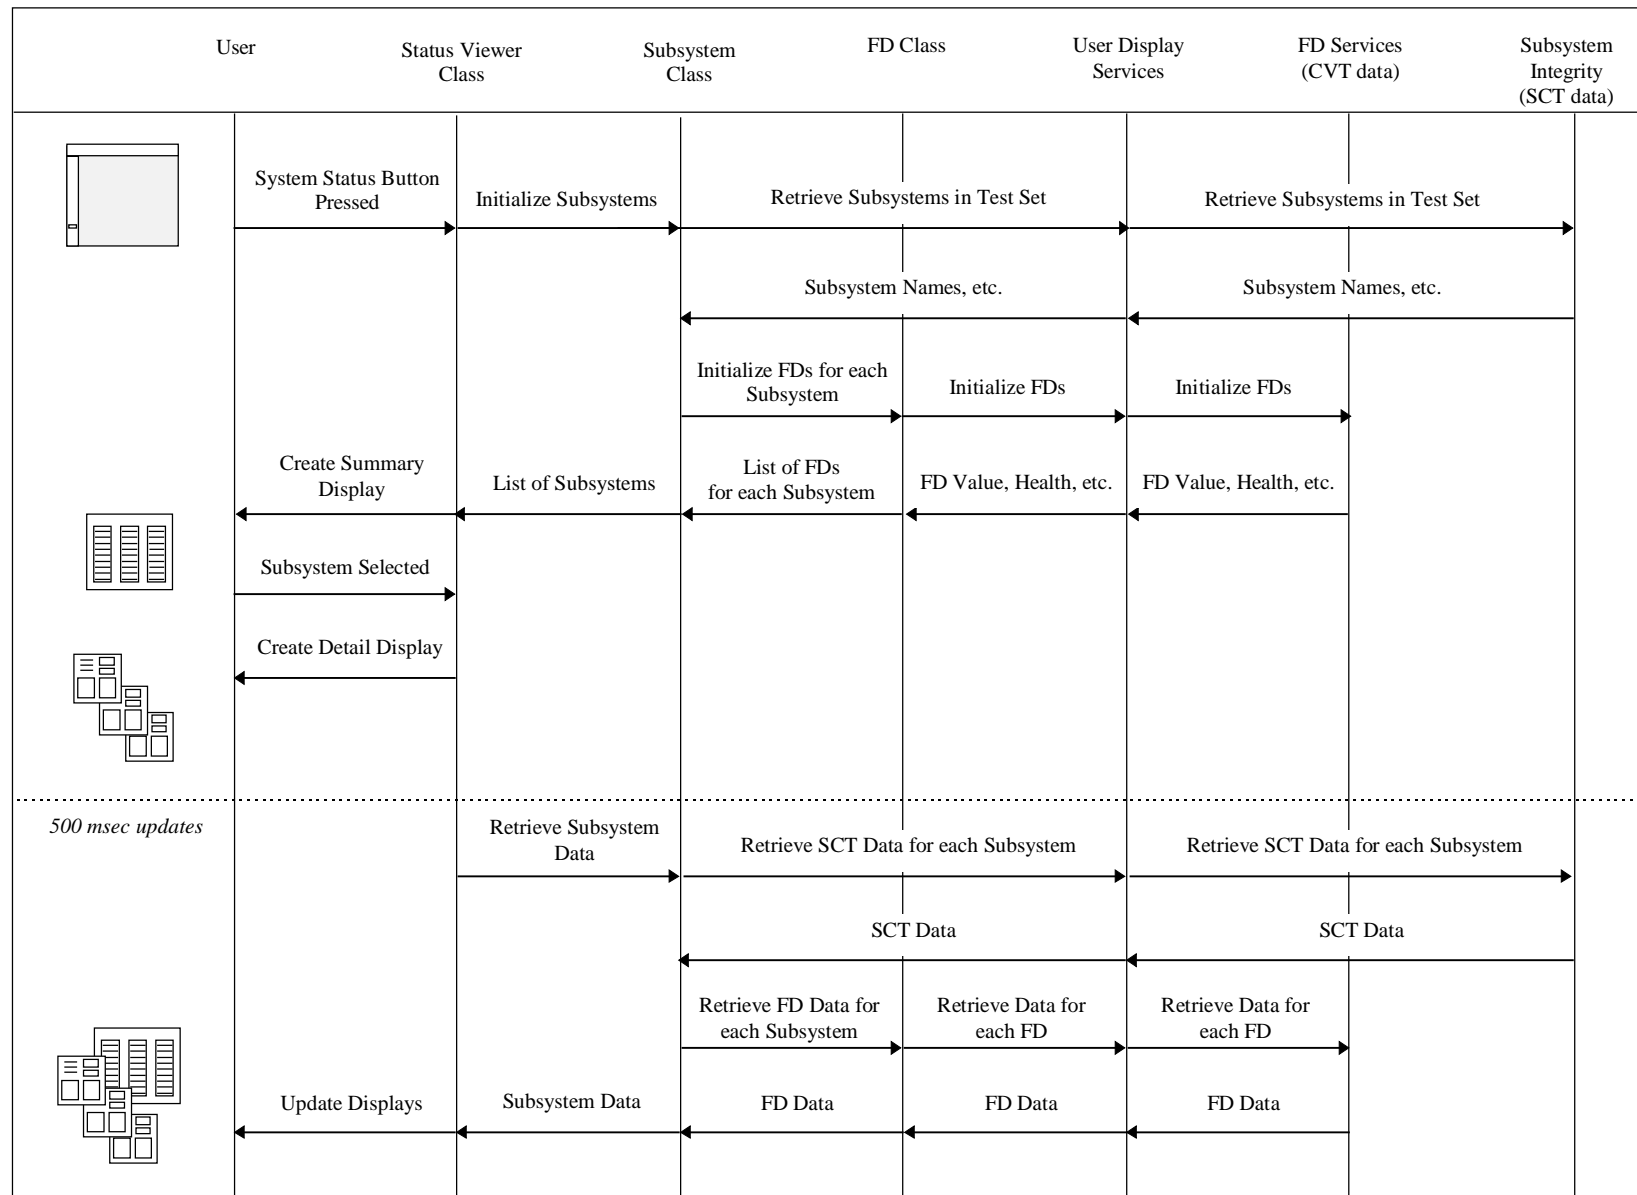 User
Status Viewer
Class
Subsystem
Class
FD Class
User Display
Services
FD Services
(CVT data)
Subsystem
Integrity
(SCT data)
System Status Button
Pressed
Initialize Subsystems
Retrieve Subsystems in Test Set
Retrieve Subsystems in Test Set
Subsystem Names, etc.
Subsystem Names, etc.
Initialize FDs for each
Subsystem
Initialize FDs
Initialize FDs
Create Summary
Display
List of Subsystems
List of FDs
for each Subsystem
FD Value, Health, etc.
FD Value, Health, etc.
Subsystem Selected
Create Detail Display
500 msec updates
Retrieve Subsystem
Data
Retrieve SCT Data for each Subsystem
Retrieve SCT Data for each Subsystem
SCT Data
SCT Data
Retrieve FD Data for
each Subsystem
Retrieve Data for
each FD
Retrieve Data for
each FD
Update Displays
Subsystem Data
FD Data
FD Data
FD Data